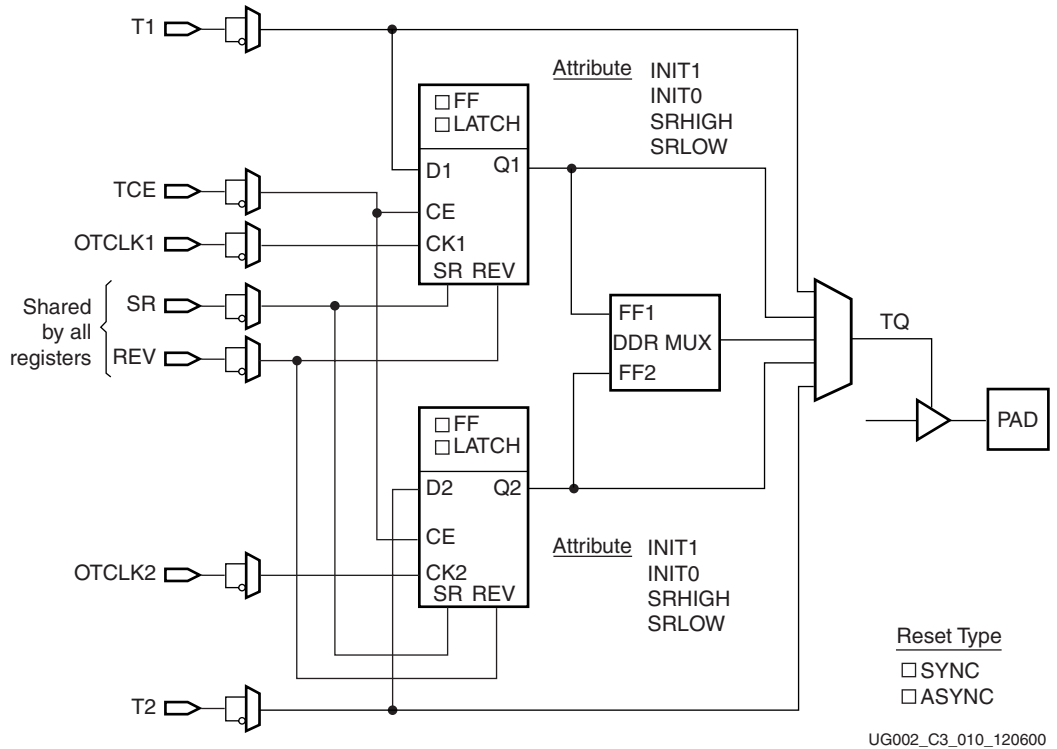 T1
Attribute INIT1
INIT0
SRHIGH
SRLOW
FF
LATCH
D1 Q1
TCE
CE
OTCLK1
CK1
SR REV
Shared
by all
registers
SR
REV
FF1
DDR MUX
FF2
TQ
PAD
FF
LATCH
D2 Q2
CE
Attribute INIT1
INIT0
SRHIGH
SRLOW
OTCLK2
CK2
SR REV
Reset Type
SYNC
ASYNC
T2
UG002_C3_010_120600